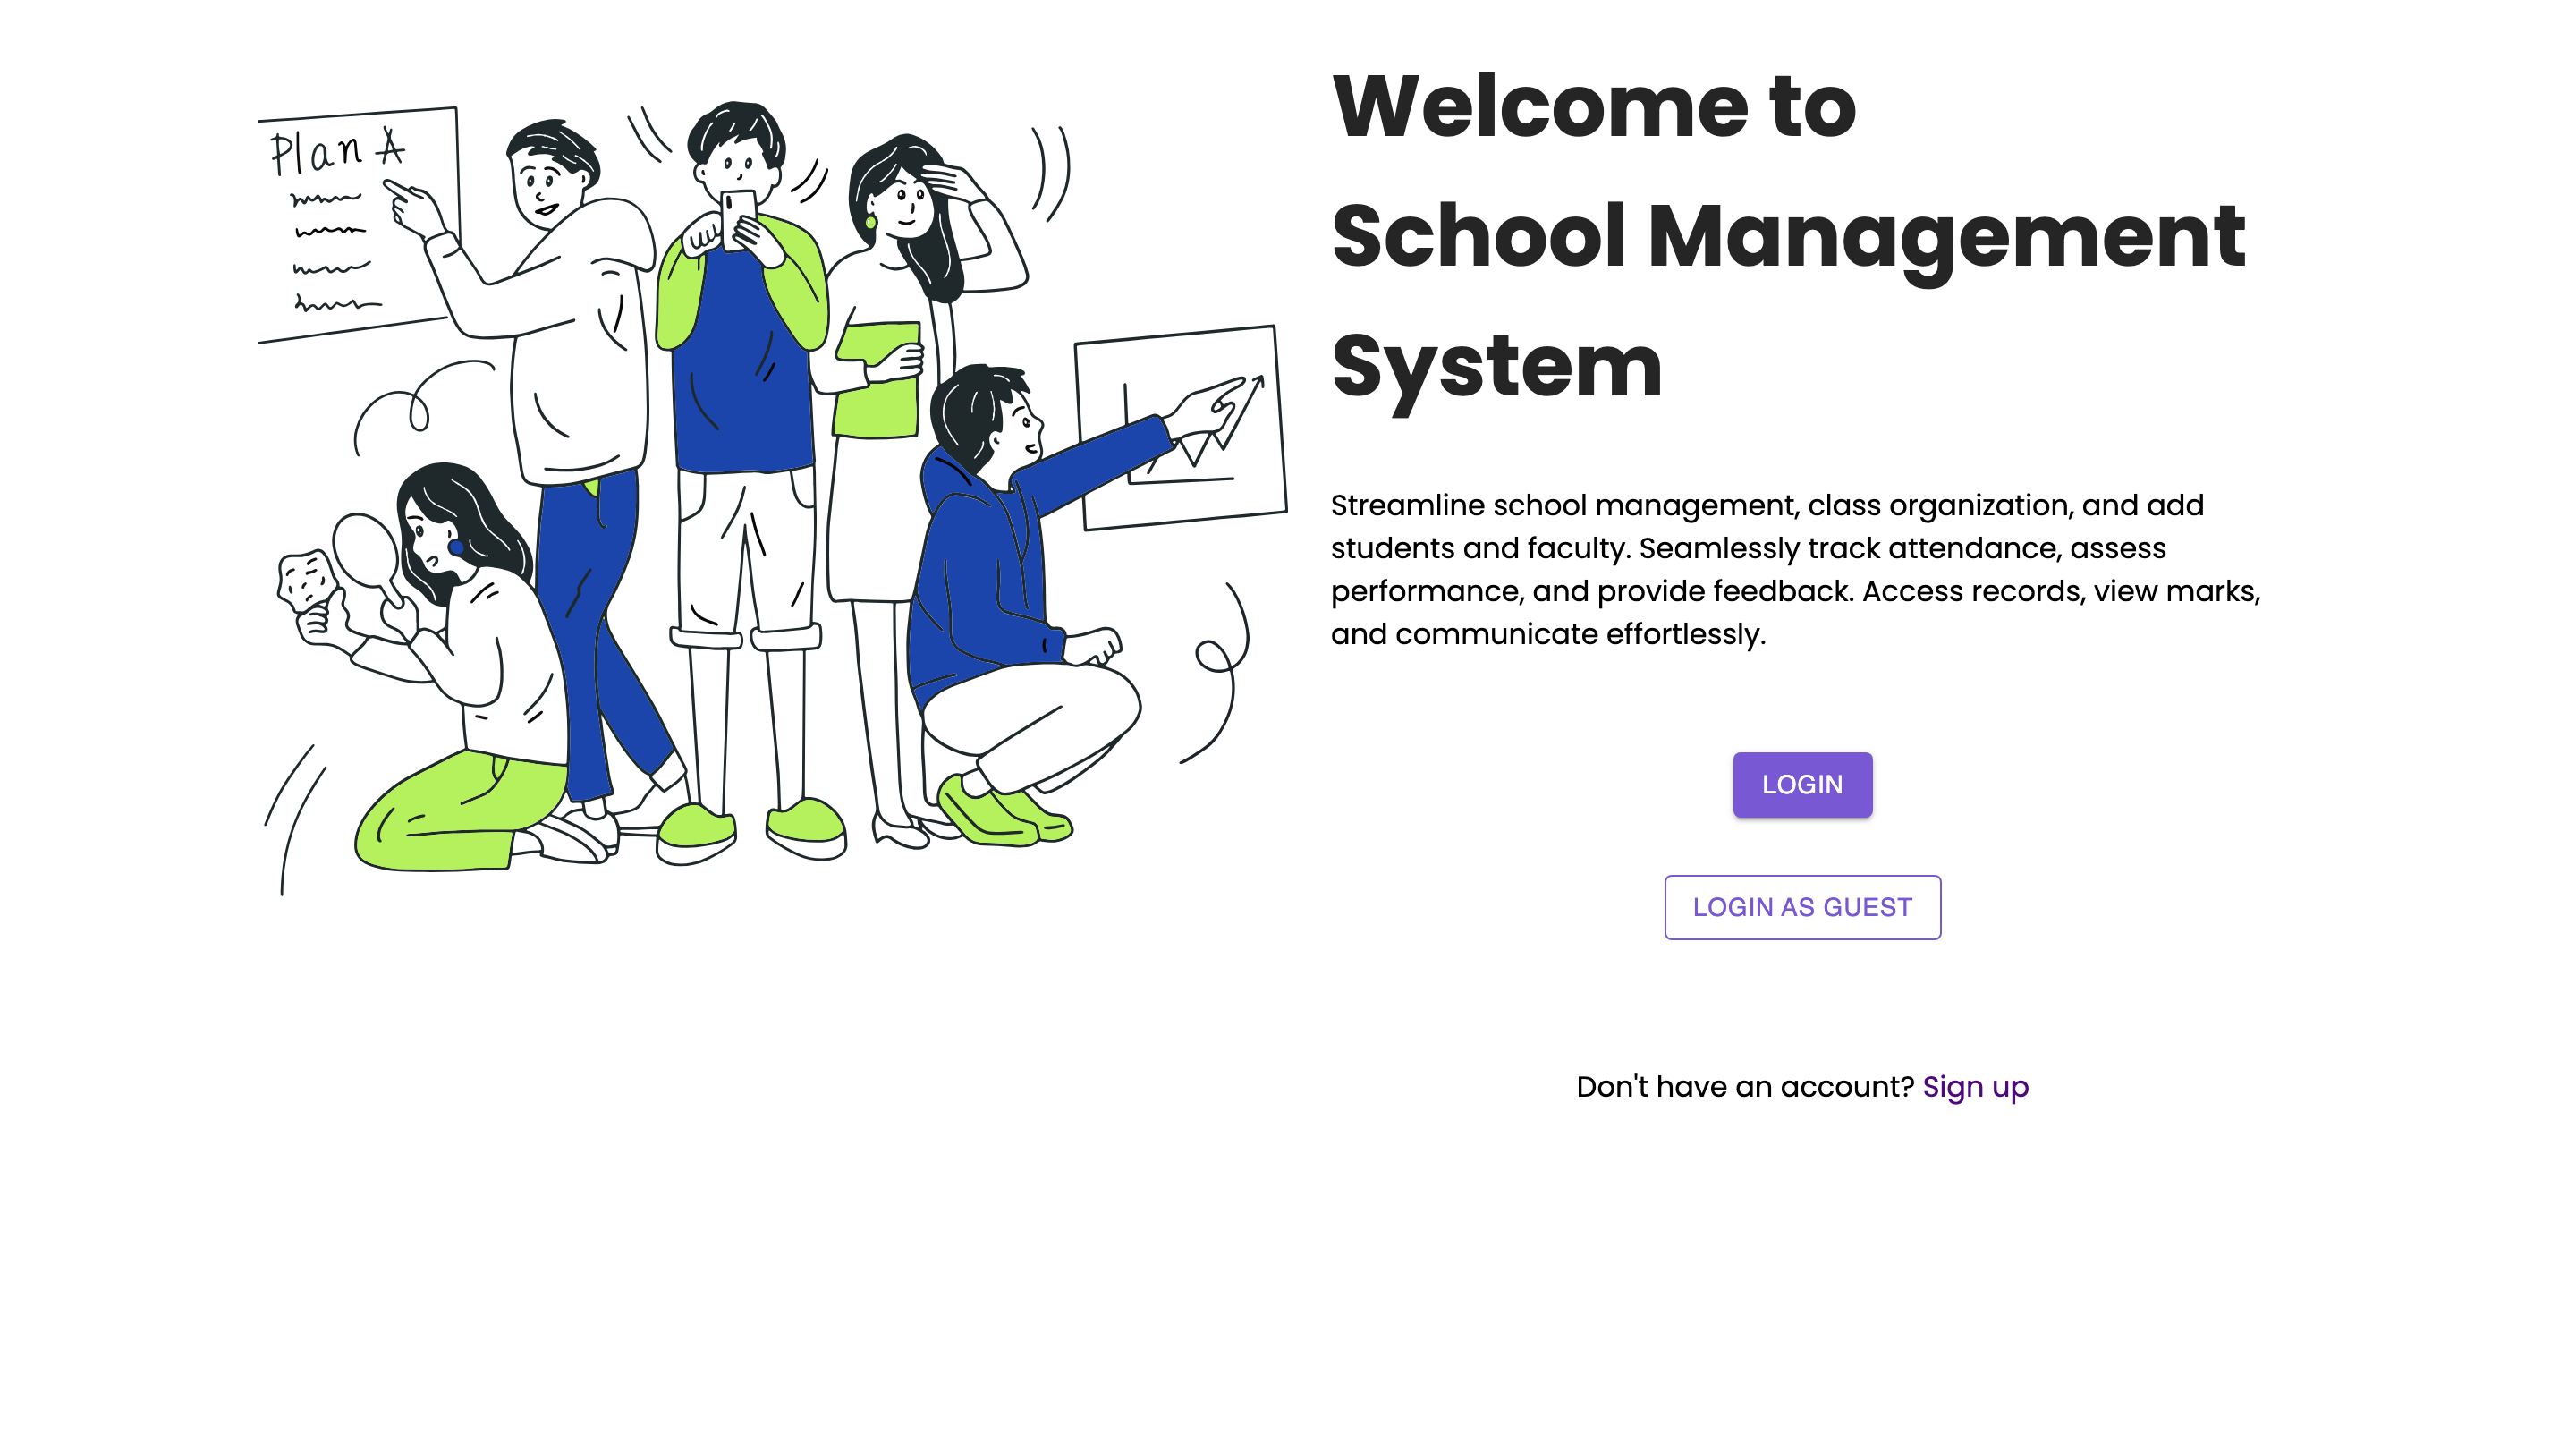 Plan A
Welcome to
School Management
System
Streamline school management, class organization, and add
students and faculty. Seamlessly track attendance, assess
performance, and provide feedback. Access records, view marks,
and communicate effortlessly.
LOGIN
LOGIN AS GUEST
Don't have an account? Sign up